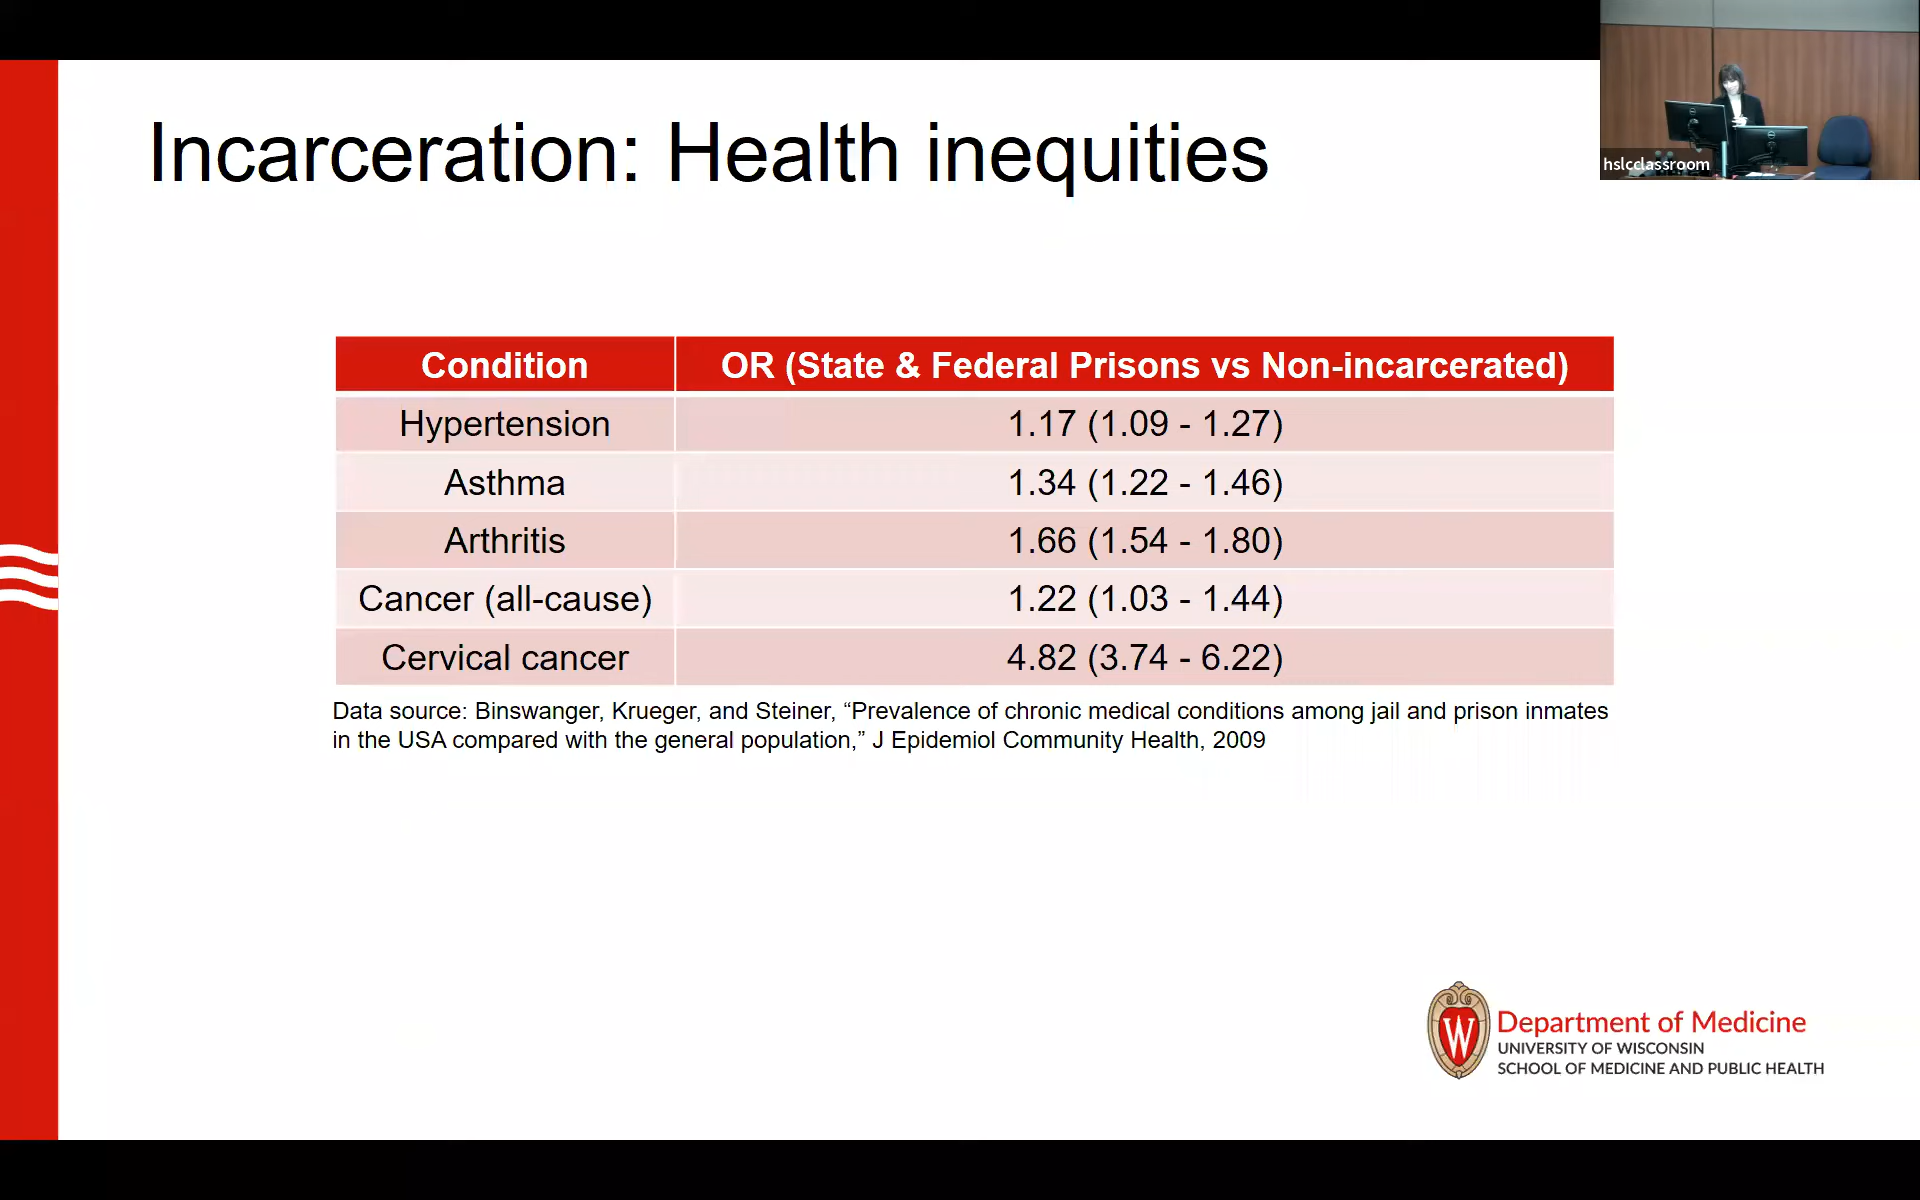 Incarceration: Health inequities
hslcclassroom
Condition OR (State & Federal Prisons vs Non-incarcerated)
Hypertension 1.17 (1.09 - 1.27)
Asthma 1.34 (1.22 - 1.46)
Arthritis 1.66 (1.54 - 1.80)
Cancer (all-cause) 1.22 (1.03 - 1.44)
Cervical cancer 4.82 (3.74 - 6.22)
Data source: Binswanger, Krueger, and Steiner, “Prevalence of chronic medical conditions among jail and prison inmates
in the USA compared with the general population,” J Epidemiol Community Health, 2009
W
Department of Medicine
UNIVERSITY OF WISCONSIN
SCHOOL OF MEDICINE AND PUBLIC HEALTH